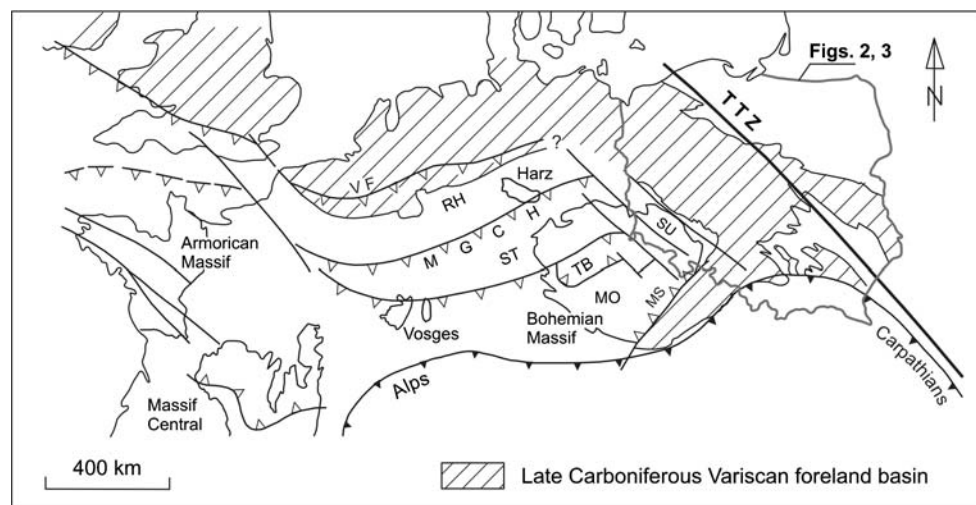 Figs. 2, 3
TTZ
N
?
VF
Harz
RH
H
C
G
M
SU
Armorican
Massif
ST
TB
MS
MO
Bohemian
Massif
Vosges
Alps
Carpathians
Massif
Central
400 km
Late Carboniferous Variscan foreland basin